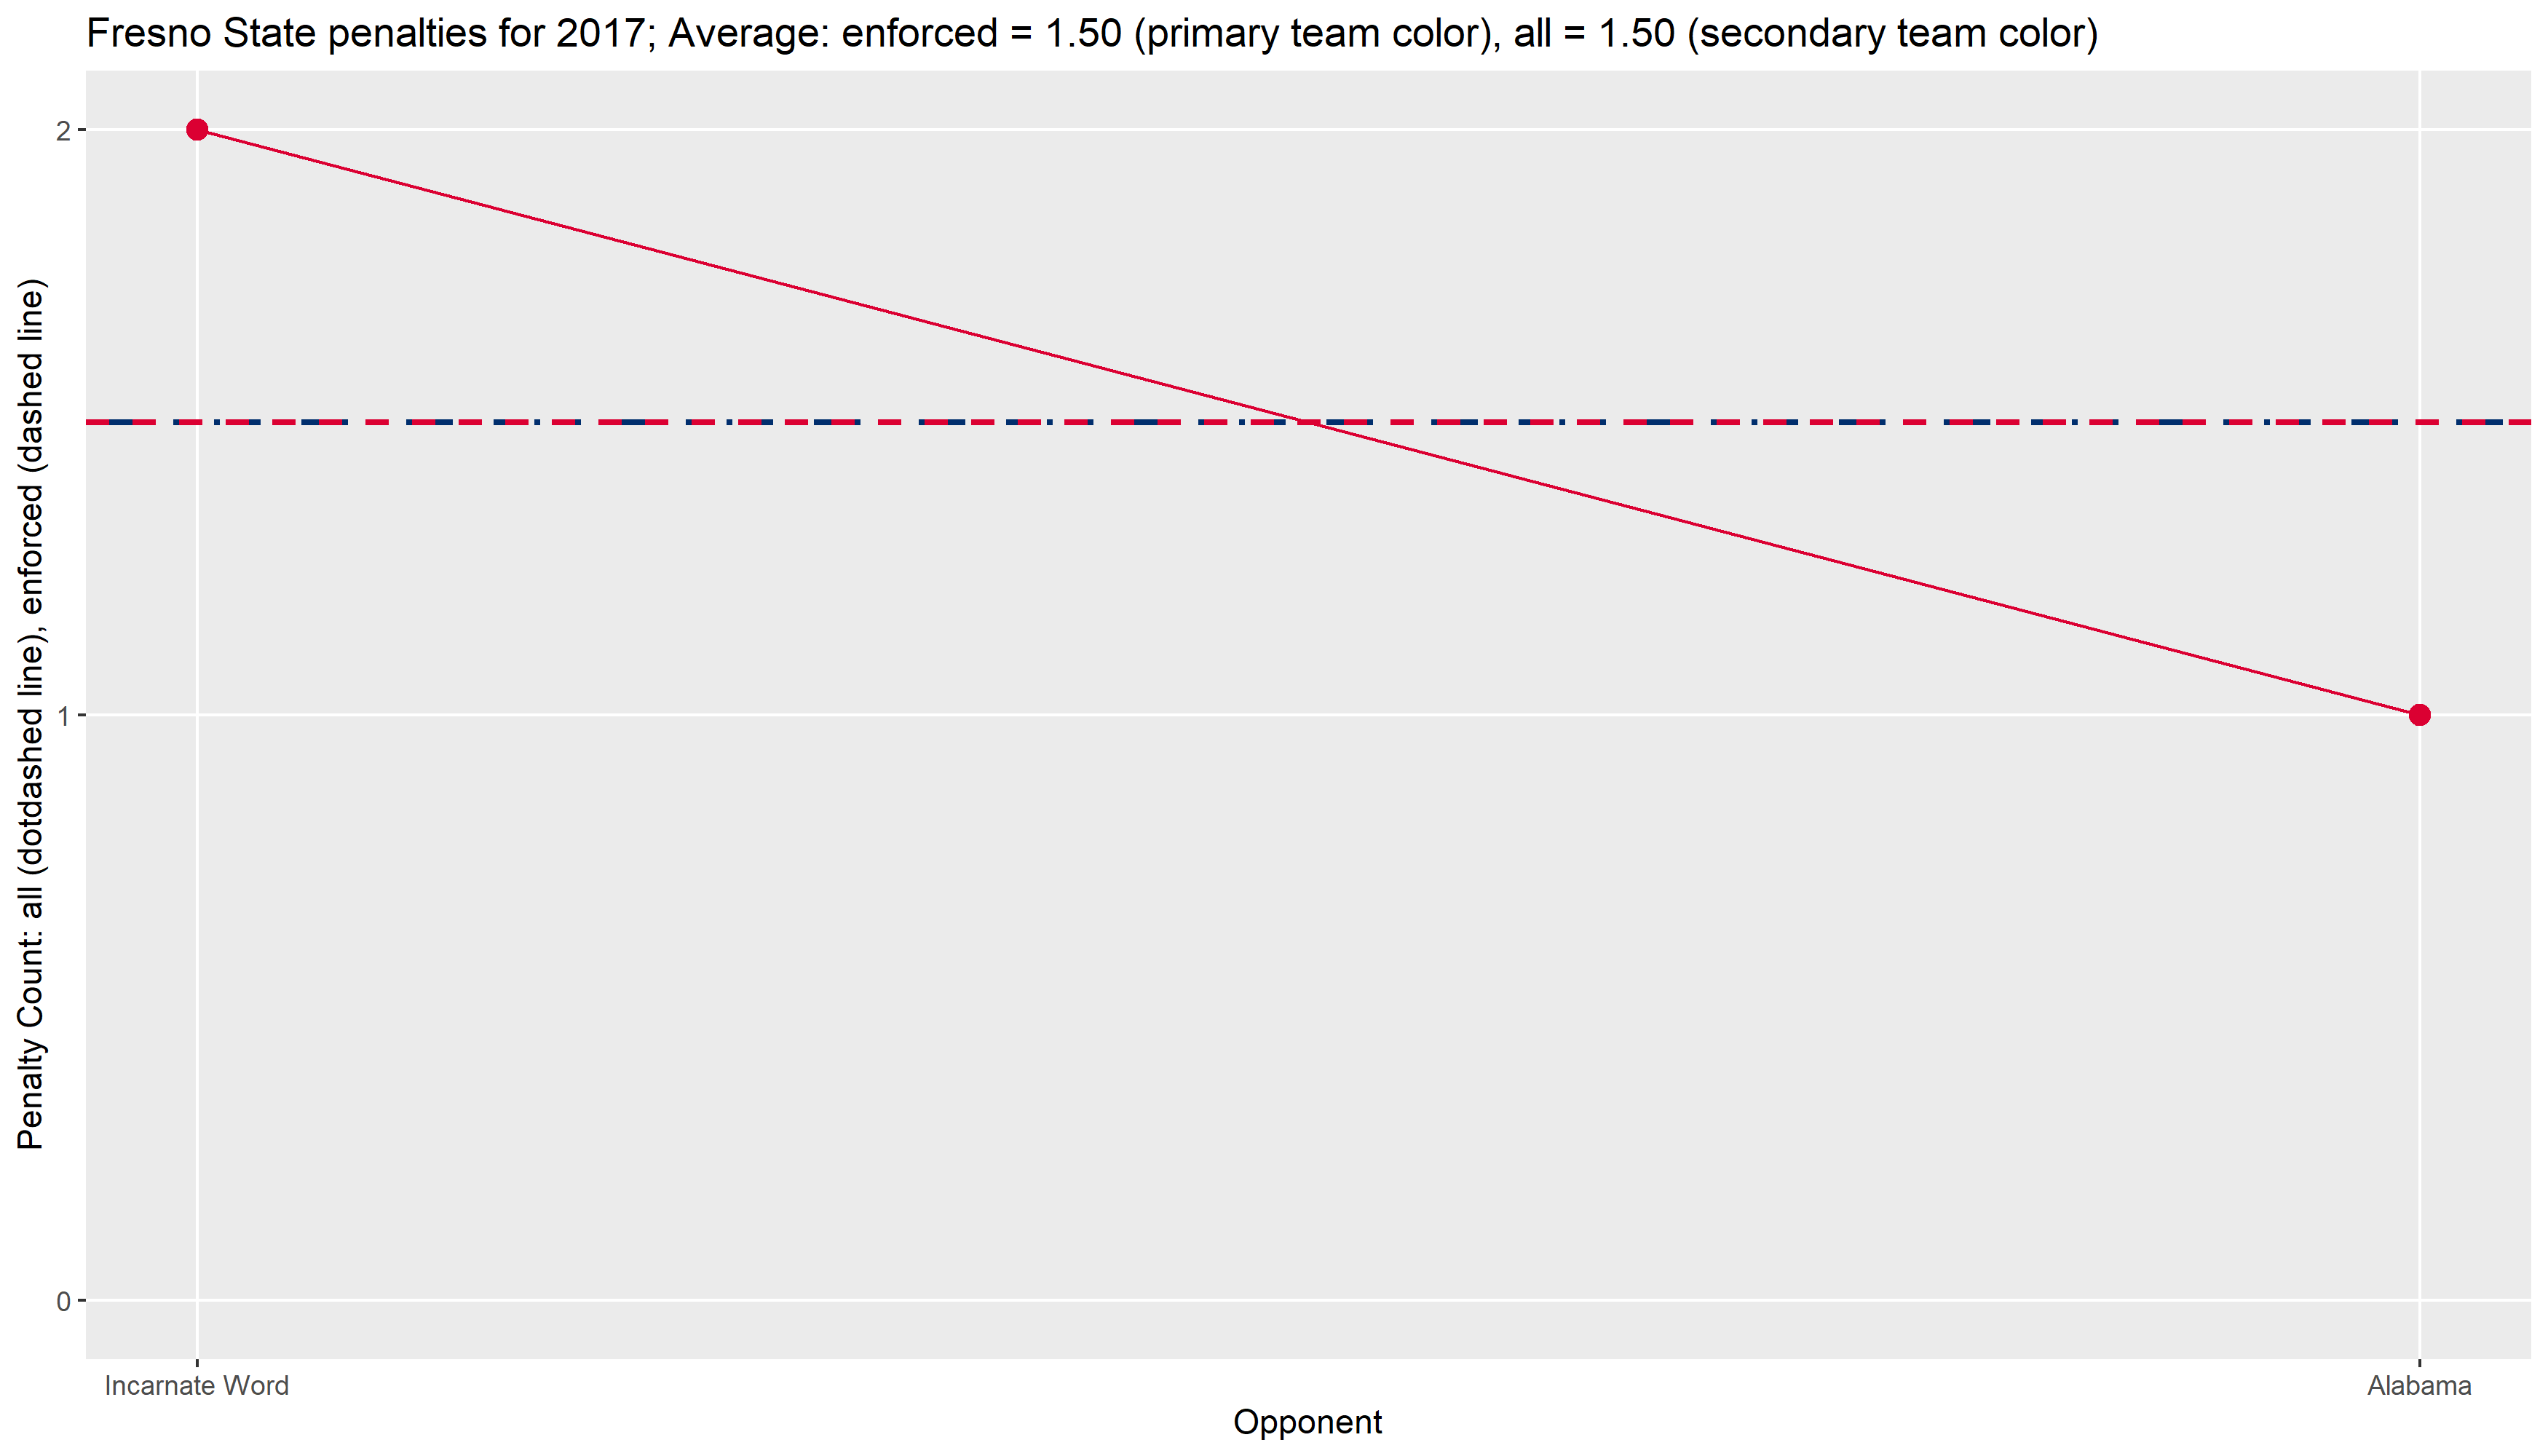 Fresno State penalties for 2017; Average: enforced = 1.50 (primary team color), all = 1.50 (secondary team color)
Penalty Count: all (dotdashed line), enforced (dashed line)
2
1
0
Incarnate Word
Alabama
Opponent